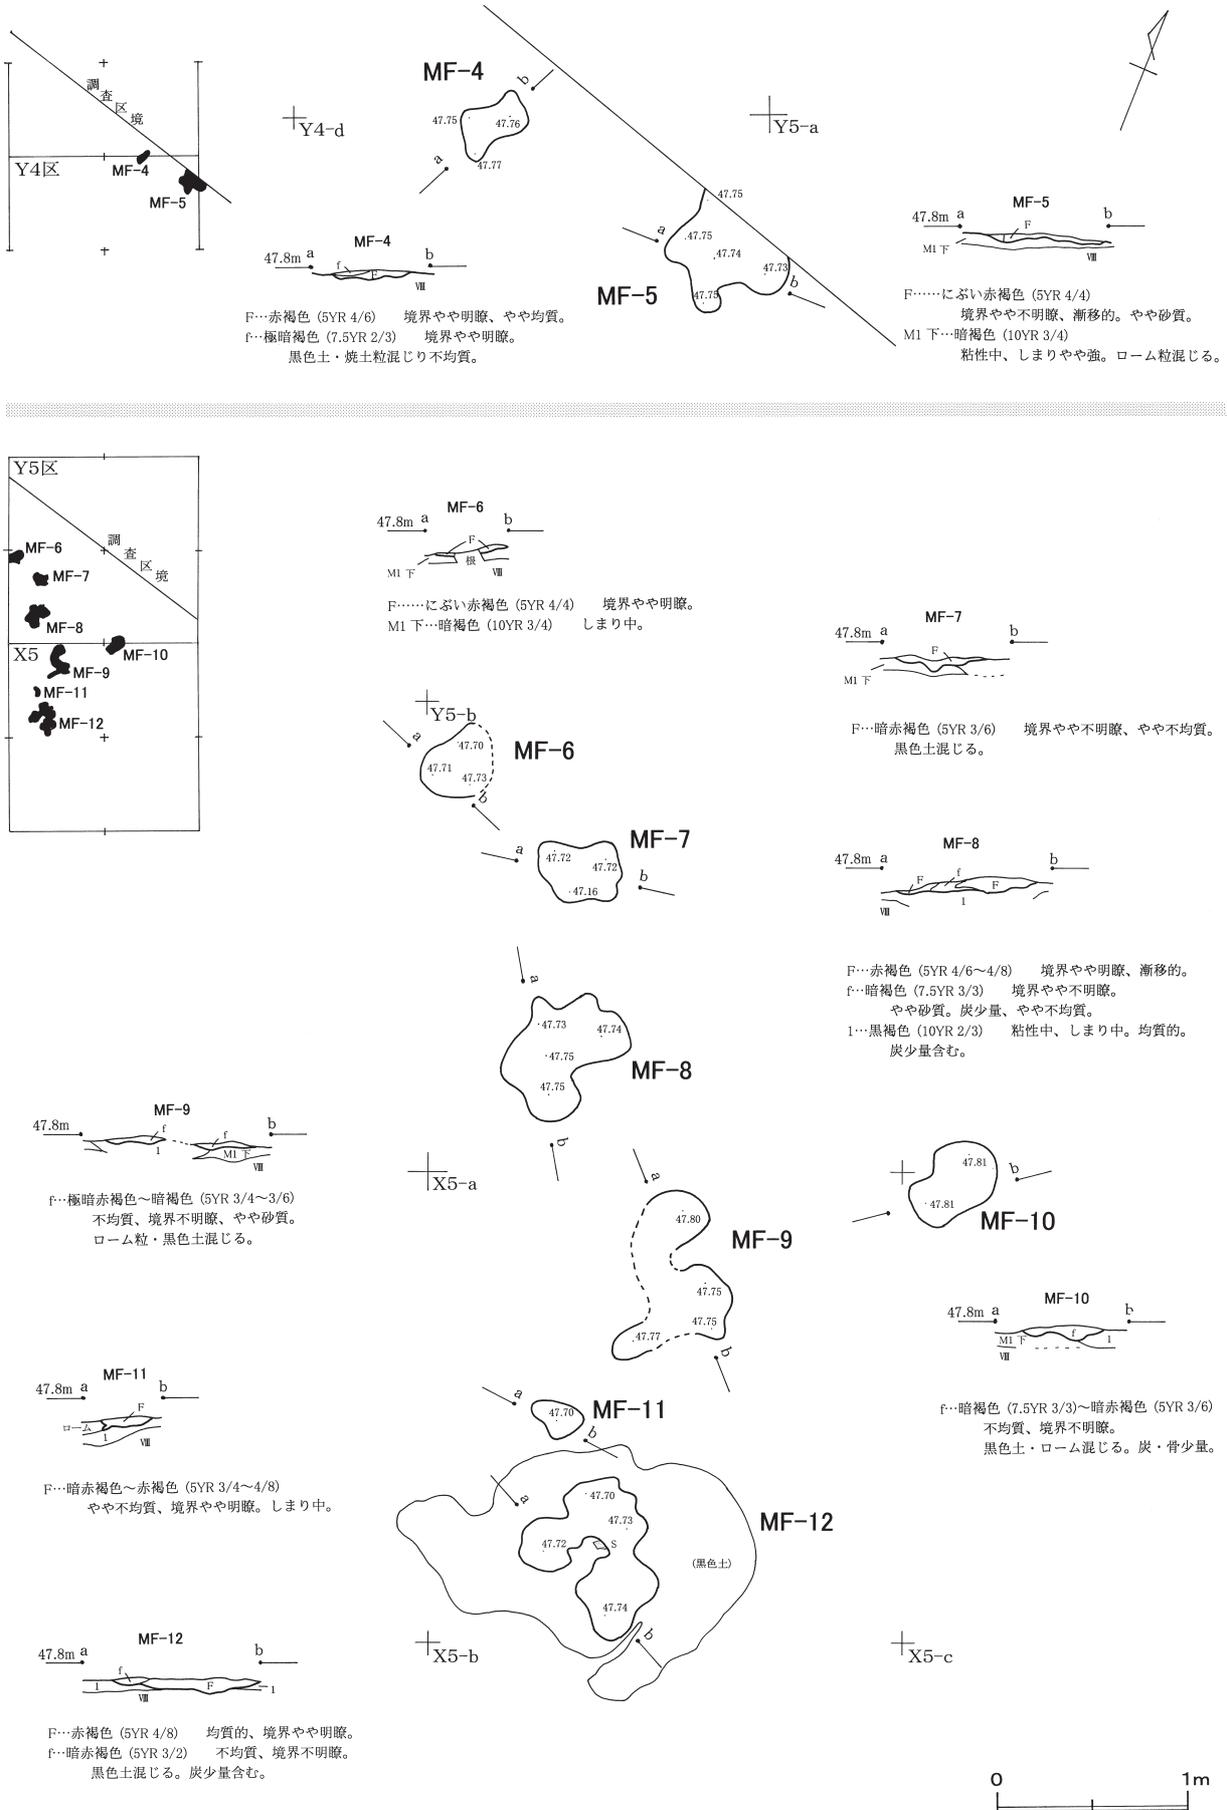 調査区境
Y4区
MF-4
MF-5
Y4-d
MF-4
b
47.75
47.76
47.77
a
Y5-a
47.75
a
47.75
47.74
47.73
47.75
b
MF-5
MF-4
47.8m a b
f F Ⅷ
F…赤褐色 (5YR 4/6) 境界やや明瞭、やや均質。
f…極暗褐色 (7.5YR 2/3) 境界やや明瞭。
黒色土・焼土粒混じり不均質。
MF-5
47.8m a b
F
M1 下 Ⅷ
F……にぶい赤褐色 (5YR 4/4)
境界やや不明瞭、漸移的。やや砂質。
M1 下…暗褐色 (10YR 3/4)
粘性中、しまりやや強。ローム粒混じる。
Y5区
調査区境
MF-6
MF-7
MF-8
X5
MF-10
MF-9
MF-11
MF-12
MF-6
47.8m a b
F
M1 下 根 Ⅷ
F……にぶい赤褐色 (5YR 4/4) 境界やや明瞭。
M1 下…暗褐色 (10YR 3/4) しまり中。
MF-7
47.8m a b
F
M1 下
F…暗赤褐色 (5YR 3/6) 境界やや不明瞭、やや不均質。
黒色土混じる。
Y5-b
a
47.70
47.71
47.73
b
MF-6
MF-7
a
47.72
47.72
47.16
b
MF-8
47.8m a b
F f F
Ⅷ 1
F…赤褐色 (5YR 4/6～4/8) 境界やや明瞭、漸移的。
f…暗褐色 (7.5YR 3/3) 境界やや不明瞭。
やや砂質。炭少量、やや不均質。
1…黒褐色 (10YR 2/3) 粘性中、しまり中。均質的。
炭少量含む。
a
47.73
47.74
47.75
47.75
MF-8
b
MF-9
47.8m b
f f
1 M1 下 Ⅷ
f…極暗赤褐色～暗褐色 (5YR 3/4～3/6)
不均質、境界不明瞭、やや砂質。
ローム粒・黒色土混じる。
X5-a
a
47.80
MF-9
47.75
47.75
47.77
b
47.81
b
47.81
MF-10
MF-10
47.8m a b
M1 下 f 1
Ⅷ
f…暗褐色 (7.5YR 3/3)～暗赤褐色 (5YR 3/6)
不均質、境界不明瞭。
黒色土・ローム混じる。炭・骨少量。
MF-11
47.8m a b
F
ローム
1 Ⅷ
F…暗赤褐色～赤褐色 (5YR 3/4～4/8)
やや不均質、境界やや明瞭。しまり中。
a
47.70
MF-11
b
a
47.70
47.73
47.72
S
MF-12
(黒色土)
47.74
b
X5-b
X5-c
MF-12
47.8m a b
f
1 F 1
Ⅷ
F…赤褐色 (5YR 4/8) 均質的、境界やや明瞭。
f…暗赤褐色 (5YR 3/2) 不均質、境界不明瞭。
黒色土混じる。炭少量含む。
0 1m